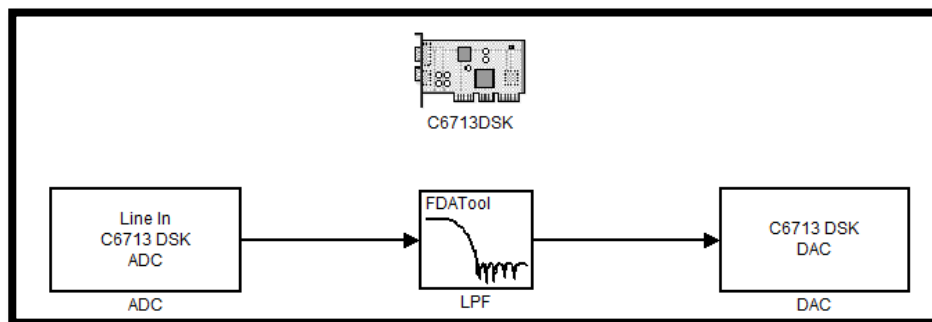 C6713DSK
Line In
C6713 DSK
ADC
ADC
FDATool
LPF
C6713 DSK
DAC
DAC